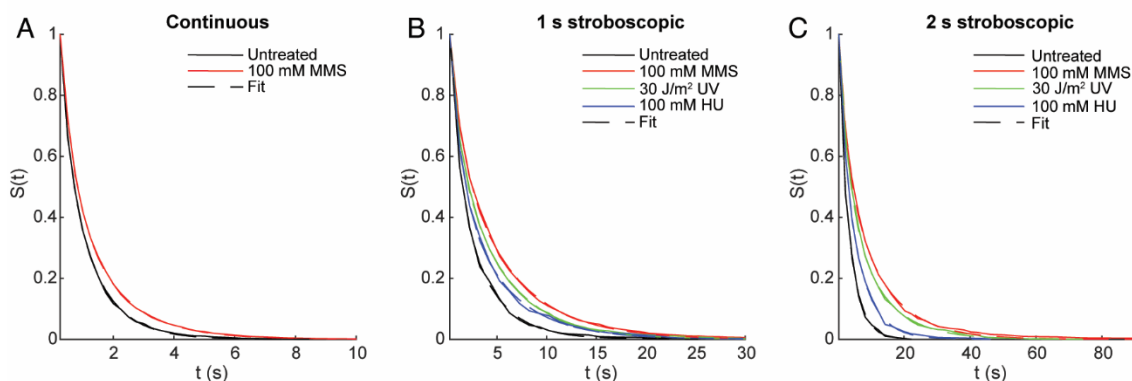 A
Continuous
Untreated
100 mM MMS
Fit
S(t)
1
0.8
0.6
0.4
0.2
0
2
4
6
8
10
t (s)
B
1 s stroboscopic
Untreated
100 mM MMS
30 J/m² UV
100 mM HU
Fit
S(t)
1
0.8
0.6
0.4
0.2
0
5
10
15
20
25
30
t (s)
C
2 s stroboscopic
Untreated
100 mM MMS
30 J/m² UV
100 mM HU
Fit
S(t)
1
0.8
0.6
0.4
0.2
0
20
40
60
80
t (s)